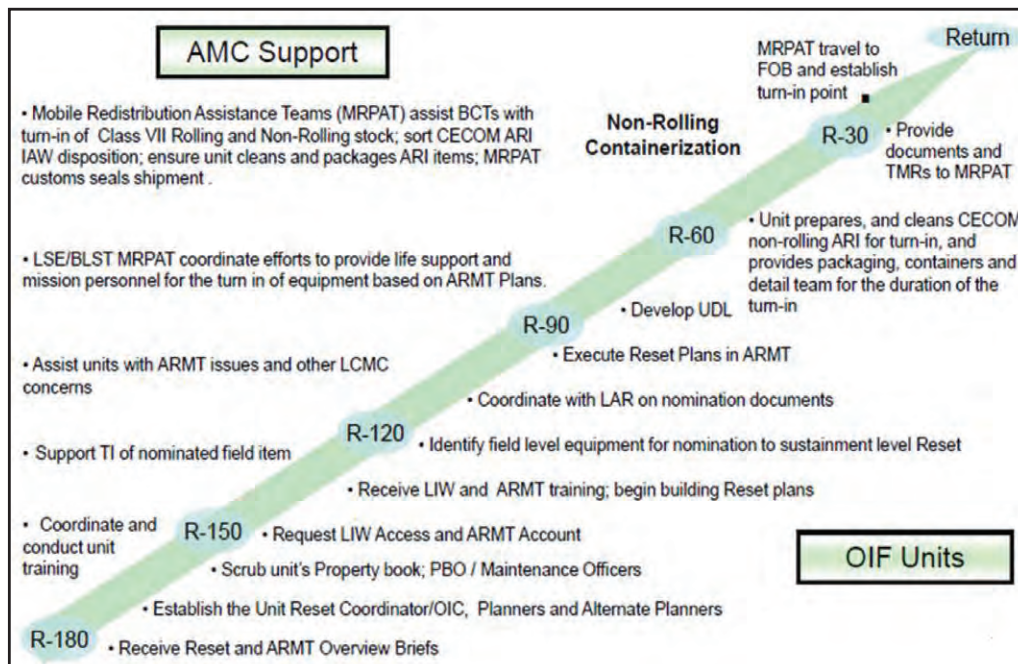 AMC Support
• Mobile Redistribution Assistance Teams (MRPAT) assist BCTs with
turn-in of Class VII Rolling and Non-Rolling stock; sort CECOM ARI
IAW disposition; ensure unit cleans and packages ARI items; MRPAT
customs seals shipment .
• LSE/BLST MRPAT coordinate efforts to provide life support and
mission personnel for the turn in of equipment based on ARMT Plans.
• Assist units with ARMT issues and other LCMC
concerns
• Support TI of nominated field item
• Coordinate and
conduct unit
training
Return
MRPAT travel to
FOB and establish
turn-in point
Non-Rolling
Containerization
R-30
• Provide
documents and
TMRs to MRPAT
R-60
• Unit prepares, and cleans CECOM
non-rolling ARI for turn-in, and
provides packaging, containers and
detail team for the duration of the
turn-in
• Develop UDL
R-90
• Execute Reset Plans in ARMT
• Coordinate with LAR on nomination documents
R-120
• Identify field level equipment for nomination to sustainment level Reset
• Receive LIW and ARMT training; begin building Reset plans
R-150
• Request LIW Access and ARMT Account
• Scrub unit's Property book; PBO / Maintenance Officers
• Establish the Unit Reset Coordinator/OIC, Planners and Alternate Planners
R-180
• Receive Reset and ARMT Overview Briefs
OIF Units